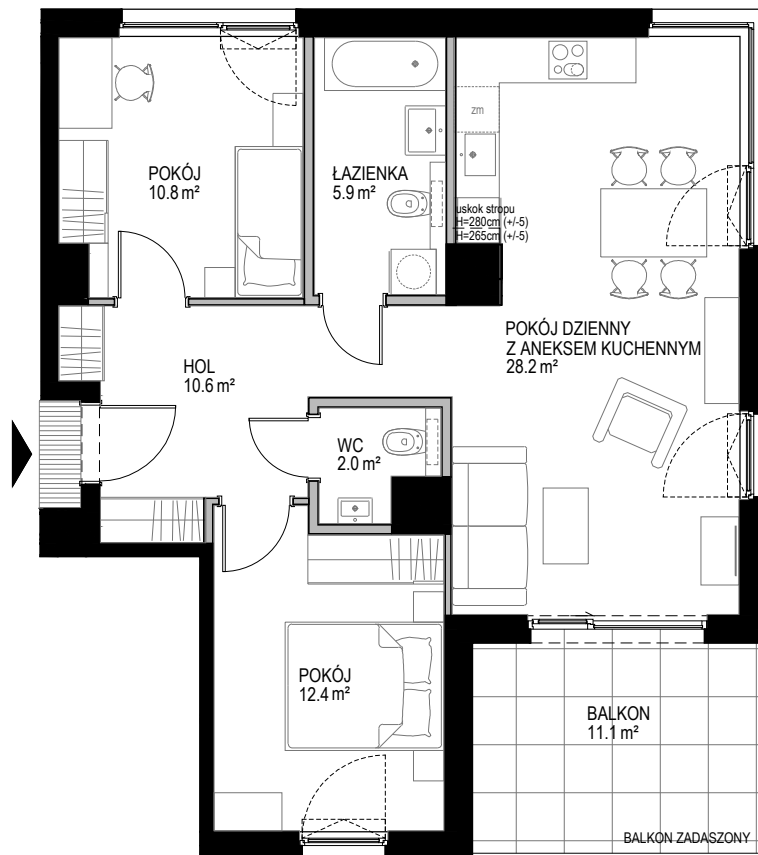 POKÓJ
10.8 m²
ŁAZIENKA
5.9 m²
zm
uskok stropu
H=280cm (+/-5)
H=265cm (+/-5)
POKÓJ DZIENNY
Z ANEKSEM KUCHENNYM
28.2 m²
HOL
10.6 m²
WC
2.0 m²
POKÓJ
12.4 m²
BALKON
11.1 m²
BALKON ZADASZONY